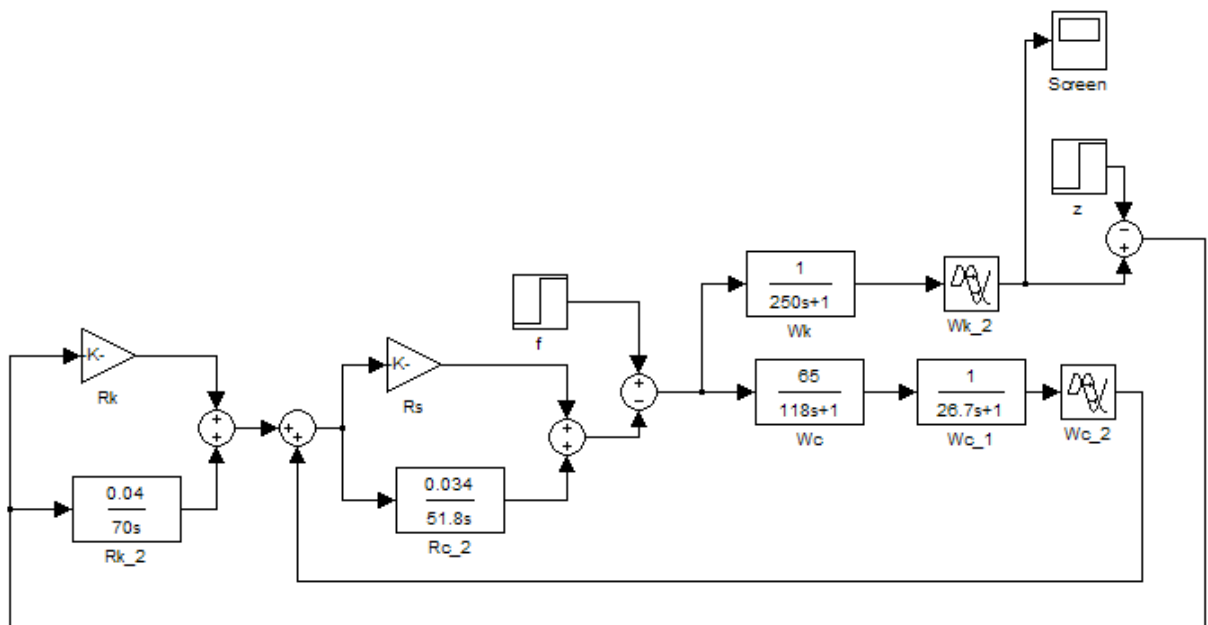 Screen
z
1
250s+1
Wk
Wk_2
f
K-
Rk
K-
Rs
65
118s+1
Wc
1
26.7s+1
Wc_1
Wc_2
+
+
+
+
+
+
+
-
-
+
0.04
70s
Rk_2
0.034
51.8s
Rc_2